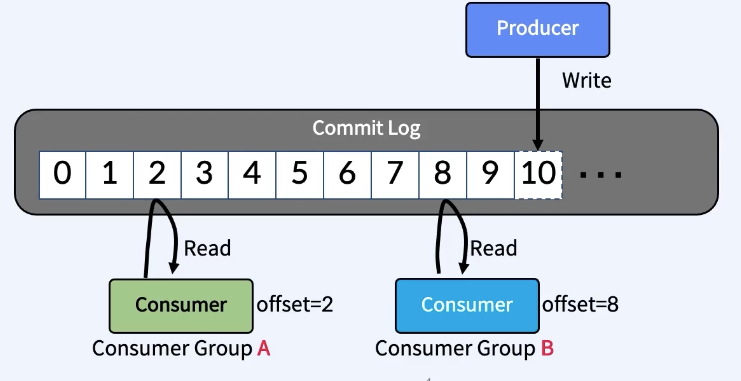 Producer
Write
Commit Log
0 1 2 3 4 5 6 7 8 9 10 ...
Read Read
Consumer offset=2 Consumer offset=8
Consumer Group A Consumer Group B